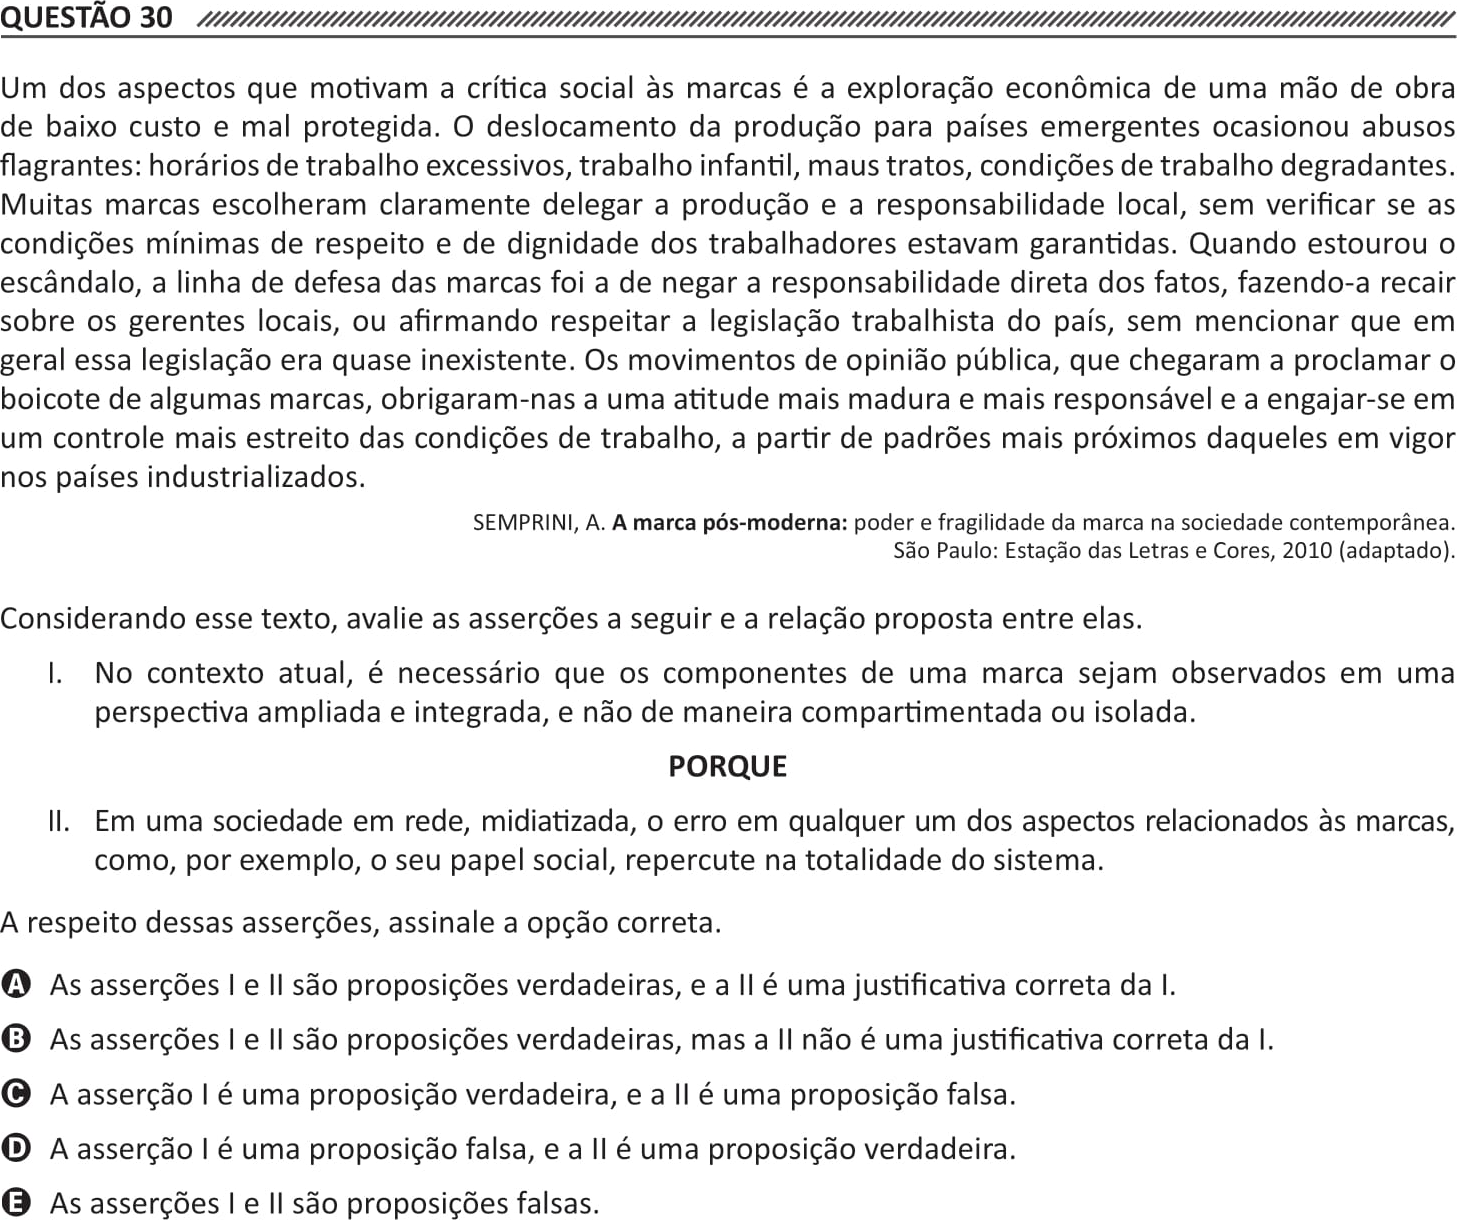 QUESTÃO 30
Um dos aspectos que motivam a crítica social às marcas é a exploração econômica de uma mão de obra
de baixo custo e mal protegida. O deslocamento da produção para países emergentes ocasionou abusos
flagrantes: horários de trabalho excessivos, trabalho infantil, maus tratos, condições de trabalho degradantes.
Muitas marcas escolheram claramente delegar a produção e a responsabilidade local, sem verificar se as
condições mínimas de respeito e de dignidade dos trabalhadores estavam garantidas. Quando estourou o
escândalo, a linha de defesa das marcas foi a de negar a responsabilidade direta dos fatos, fazendo-a recair
sobre os gerentes locais, ou afirmando respeitar a legislação trabalhista do país, sem mencionar que em
geral essa legislação era quase inexistente. Os movimentos de opinião pública, que chegaram a proclamar o
boicote de algumas marcas, obrigaram-nas a uma atitude mais madura e mais responsável e a engajar-se em
um controle mais estreito das condições de trabalho, a partir de padrões mais próximos daqueles em vigor
nos países industrializados.
SEMPRINI, A. A marca pós-moderna: poder e fragilidade da marca na sociedade contemporânea.
São Paulo: Estação das Letras e Cores, 2010 (adaptado).
Considerando esse texto, avalie as asserções a seguir e a relação proposta entre elas.
I. No contexto atual, é necessário que os componentes de uma marca sejam observados em uma
perspectiva ampliada e integrada, e não de maneira compartimentada ou isolada.
PORQUE
II. Em uma sociedade em rede, midiatizada, o erro em qualquer um dos aspectos relacionados às marcas,
como, por exemplo, o seu papel social, repercute na totalidade do sistema.
A respeito dessas asserções, assinale a opção correta.
A As asserções I e II são proposições verdadeiras, e a II é uma justificativa correta da I.
B As asserções I e II são proposições verdadeiras, mas a II não é uma justificativa correta da I.
C A asserção I é uma proposição verdadeira, e a II é uma proposição falsa.
D A asserção I é uma proposição falsa, e a II é uma proposição verdadeira.
E As asserções I e II são proposições falsas.